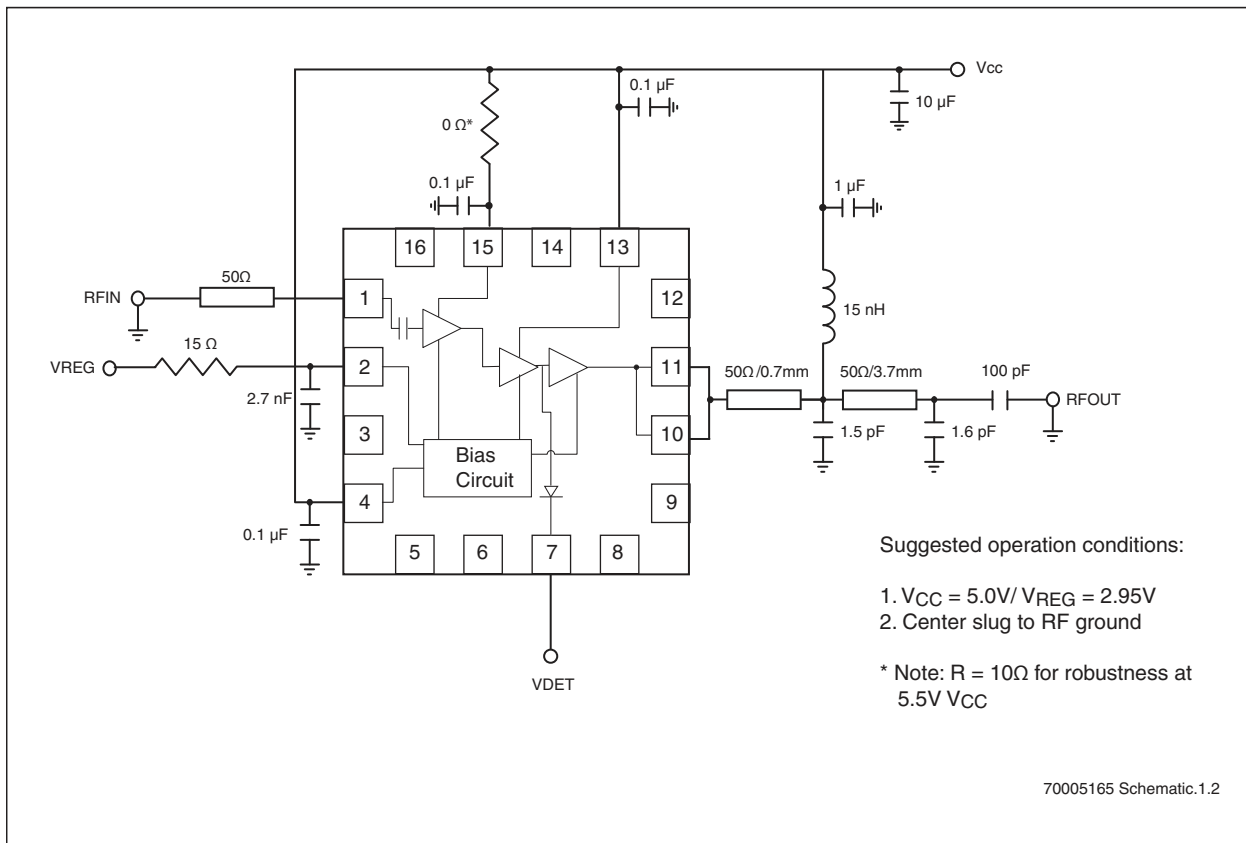 Vcc
0.1 µF
10 µF
0 Ω*
0.1 µF
1 µF
16
15
14
13
50Ω
RFIN
1
12
15 nH
15 Ω
VREG
2
11
50Ω/0.7mm
50Ω/3.7mm
100 pF
RFOUT
2.7 nF
3
10
1.5 pF
1.6 pF
Bias
Circuit
4
9
0.1 µF
5
6
7
8
VDET
Suggested operation conditions:
1. VCC = 5.0V/ VREG = 2.95V
2. Center slug to RF ground
* Note: R = 10Ω for robustness at
5.5V VCC
70005165 Schematic.1.2